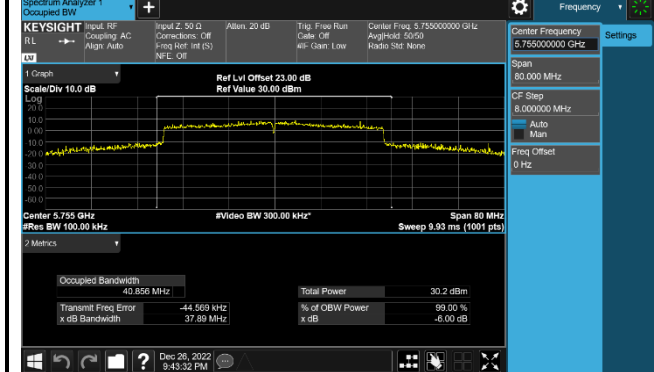 Spectrum Analyzer 1
Occupied BW
+
Frequency
KEYSIGHT
RL
LXI
Input: RF
Coupling: AC
Align: Auto
Input Z: 50 Ω
Corrections: Off
Freq Ref: Int (S)
NFE: Off
Atten: 20 dB
Trig: Free Run
Gate: Off
#IF Gain: Low
Center Freq: 5.755000000 GHz
Avg|Hold: 50/50
Radio Std: None
Center Frequency
5.755000000 GHz
Settings
Span
80.000 MHz
CF Step
8.000000 MHz
Auto
Man
Freq Offset
0 Hz
1 Graph
Scale/Div 10.0 dB
Ref Lvl Offset 23.00 dB
Ref Value 30.00 dBm
Log
20.0
10.0
0.00
-10.0
-20.0
-30.0
-40.0
-50.0
-60.0
Center 5.755 GHz
#Video BW 300.00 kHz*
Span 80 MHz
#Res BW 100.00 kHz
Sweep 9.93 ms (1001 pts)
2 Metrics
Occupied Bandwidth
40.856 MHz
Total Power 30.2 dBm
Transmit Freq Error -44.569 kHz
% of OBW Power 99.00 %
x dB Bandwidth 37.89 MHz
x dB -6.00 dB
?
Dec 26, 2022
9:43:32 PM